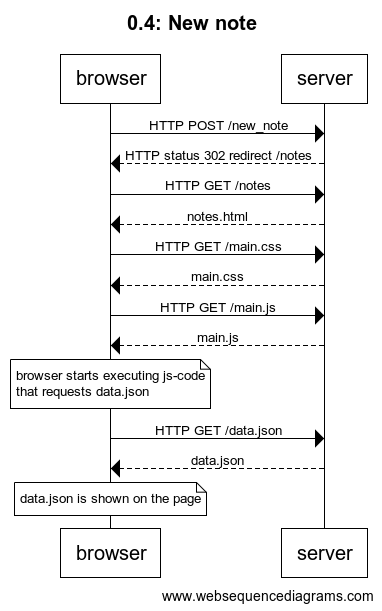 0.4: New note
browser server
HTTP POST /new_note
HTTP status 302 redirect /notes
HTTP GET /notes
notes.html
HTTP GET /main.css
main.css
HTTP GET /main.js
main.js
browser starts executing js-code
that requests data.json
HTTP GET /data.json
data.json
data.json is shown on the page
browser server
www.websequencediagrams.com